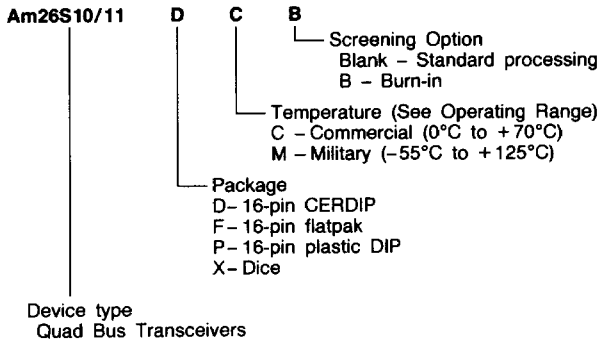 Am26S10/11 D C B
Screening Option
Blank – Standard processing
B – Burn-in
Temperature (See Operating Range)
C – Commercial (0°C to +70°C)
M – Military (–55°C to +125°C)
Package
D – 16-pin CERDIP
F – 16-pin flatpak
P – 16-pin plastic DIP
X – Dice
Device type
Quad Bus Transceivers